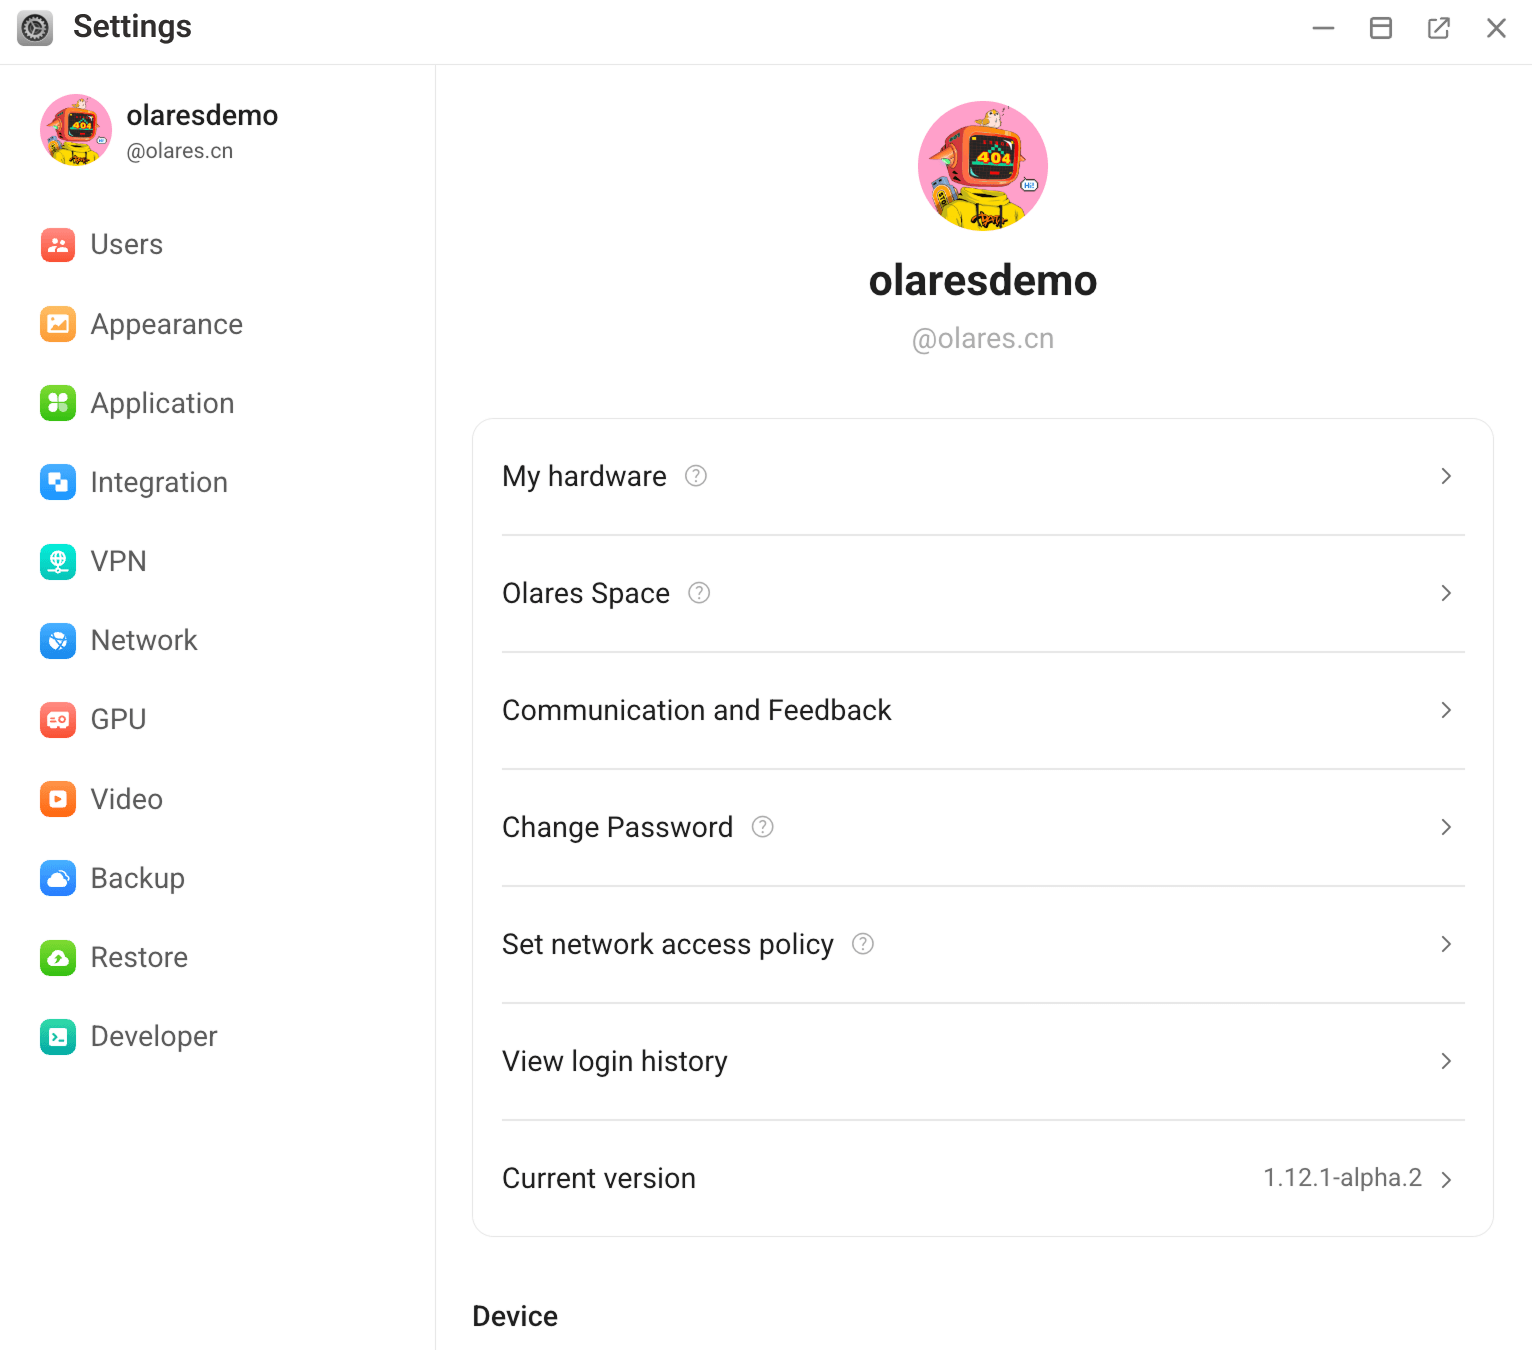 Settings
olaresdemo
@olares.cn
Users
Appearance
Application
Integration
VPN
Network
GPU
Video
Backup
Restore
Developer
404
Hi!
olaresdemo
@olares.cn
My hardware
Olares Space
Communication and Feedback
Change Password
Set network access policy
View login history
Current version 1.12.1-alpha.2
Device